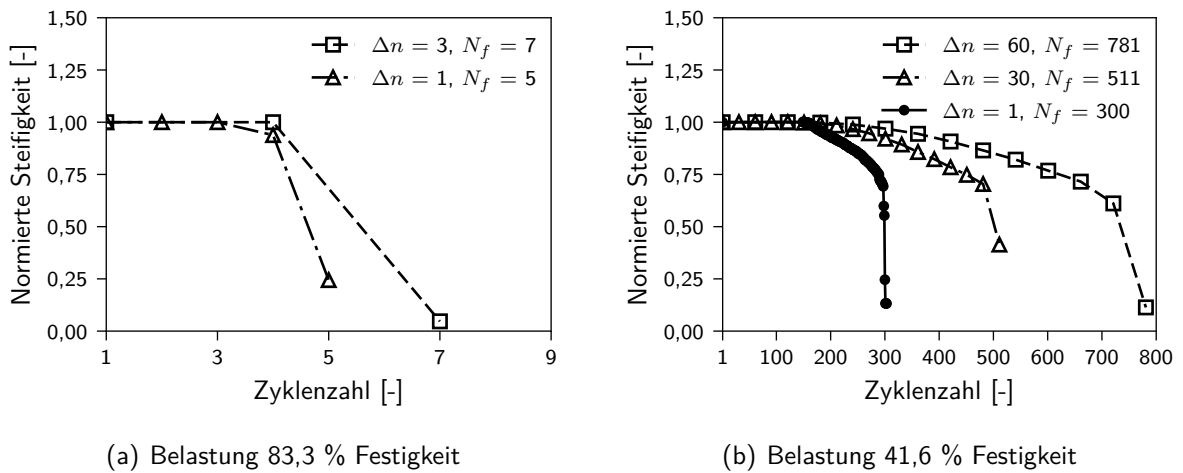 1,50
1,25
1,00
0,75
0,50
0,25
0,00
Normierte Steifigkeit [-]
Δn = 3, N_f = 7
Δn = 1, N_f = 5
1 3 5 7 9
Zyklenzahl [-]
(a) Belastung 83,3 % Festigkeit
1,50
1,25
1,00
0,75
0,50
0,25
0,00
Normierte Steifigkeit [-]
Δn = 60, N_f = 781
Δn = 30, N_f = 511
Δn = 1, N_f = 300
1 100 200 300 400 500 600 700 800
Zyklenzahl [-]
(b) Belastung 41,6 % Festigkeit